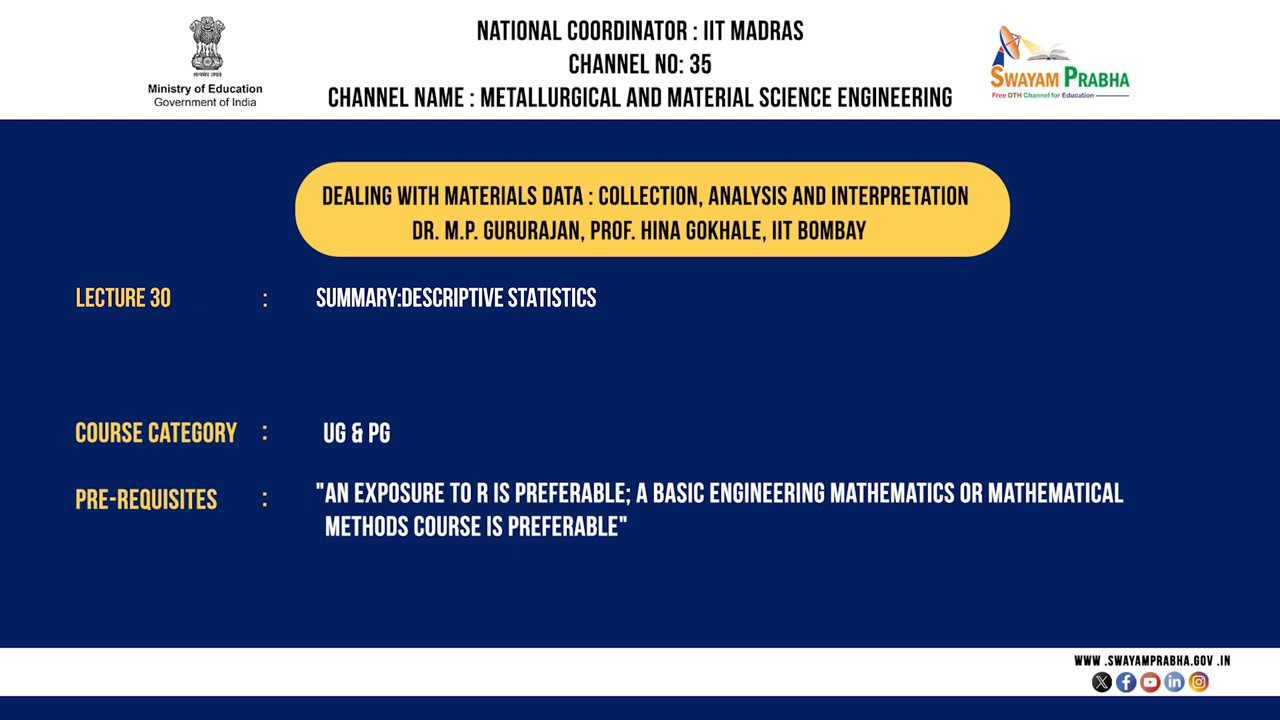 NATIONAL COORDINATOR : IIT MADRAS
CHANNEL NO: 35
CHANNEL NAME : METALLURGICAL AND MATERIAL SCIENCE ENGINEERING
सत्यमेव जयते
Ministry of Education
Government of India
SWAYAM PRABHA
Free DTH Channel for Education
DEALING WITH MATERIALS DATA : COLLECTION, ANALYSIS AND INTERPRETATION
DR. M.P. GURURAJAN, PROF. HINA GOKHALE, IIT BOMBAY
LECTURE 30 : SUMMARY:DESCRIPTIVE STATISTICS
COURSE CATEGORY : UG & PG
PRE-REQUISITES : "AN EXPOSURE TO R IS PREFERABLE; A BASIC ENGINEERING MATHEMATICS OR MATHEMATICAL
METHODS COURSE IS PREFERABLE"
WWW .SWAYAMPRABHA.GOV .IN